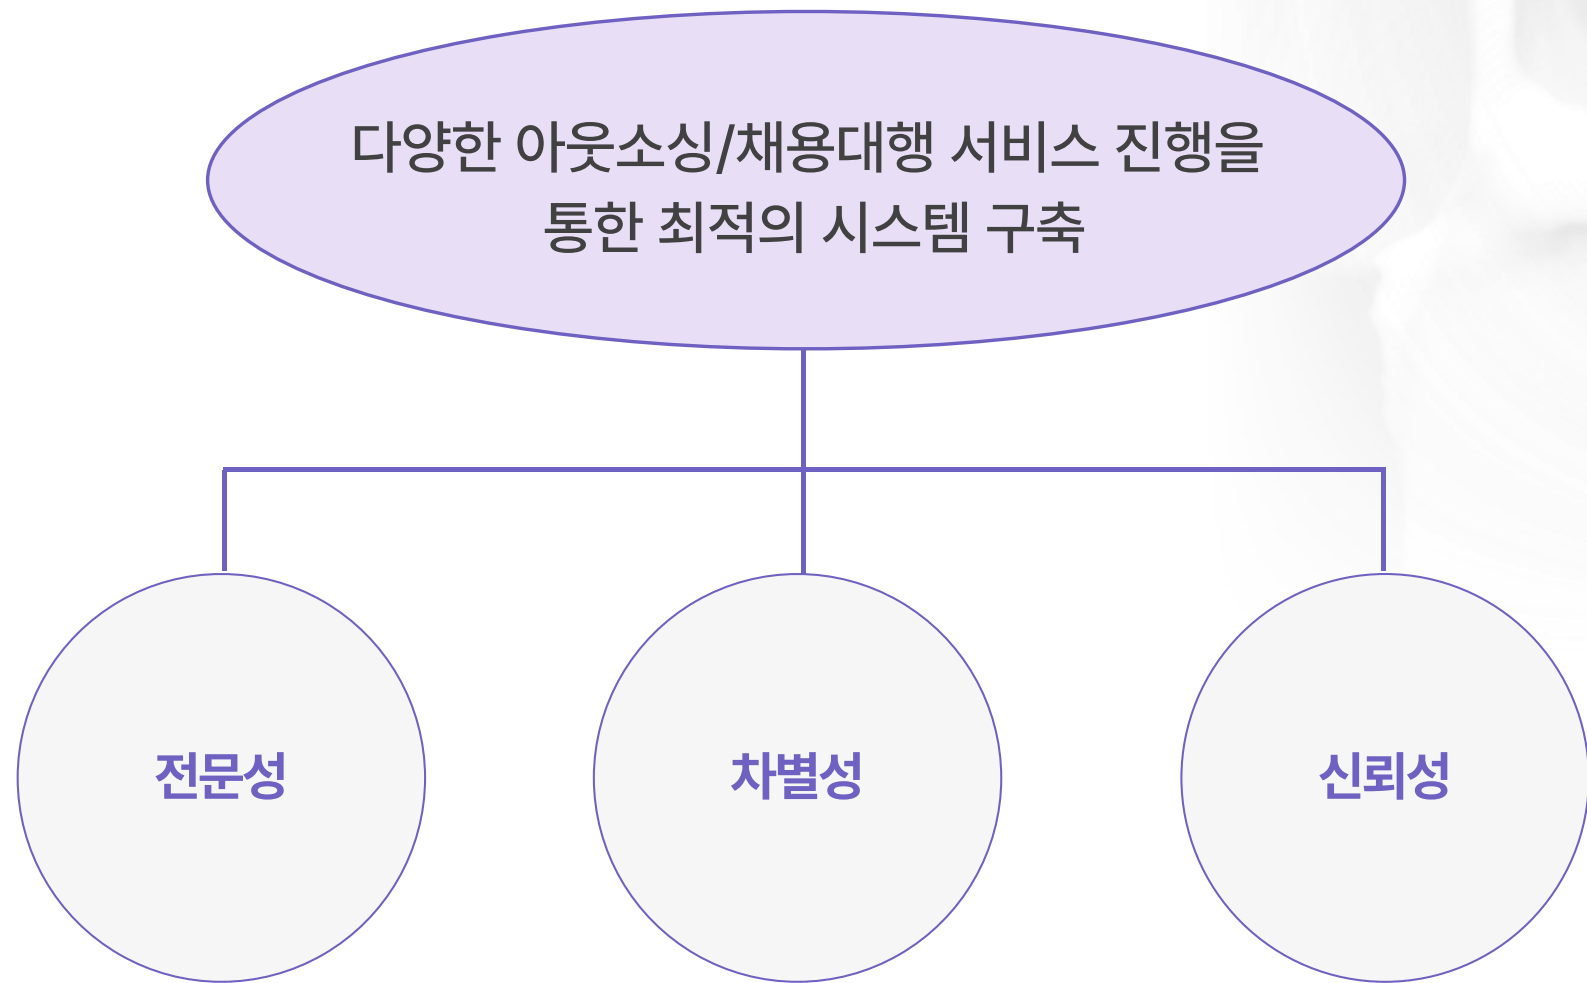 다양한 아웃소싱/채용대행 서비스 진행을
통한 최적의 시스템 구축
전문성
차별성
신뢰성